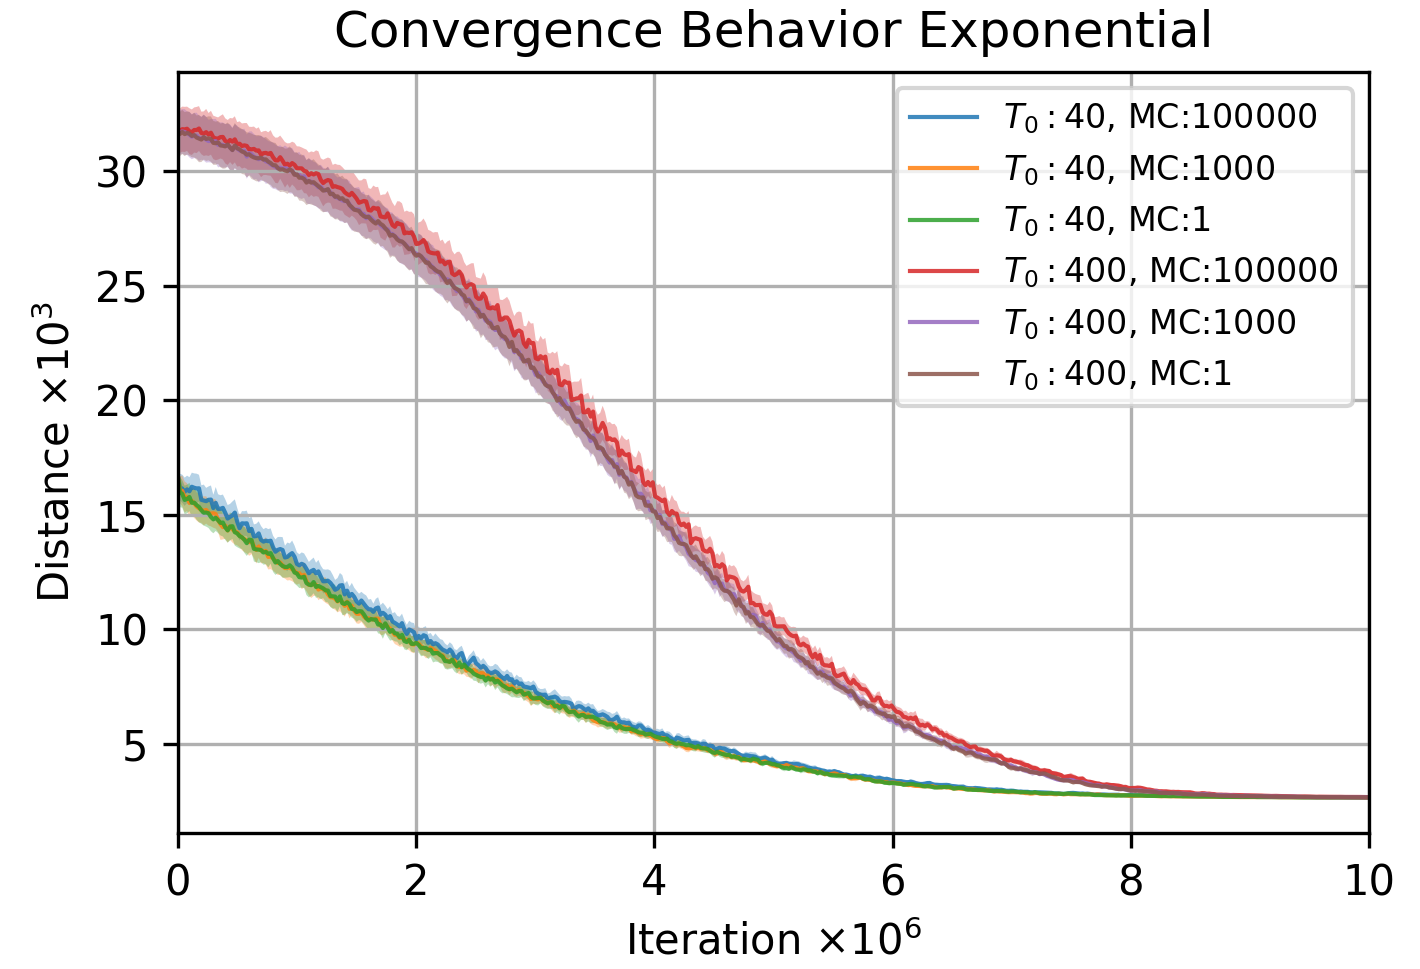 Convergence Behavior Exponential
Distance ×10³
30
25
20
15
10
5
0 2 4 6 8 10
Iteration ×10⁶
T₀ : 40, MC:100000
T₀ : 40, MC:1000
T₀ : 40, MC:1
T₀ : 400, MC:100000
T₀ : 400, MC:1000
T₀ : 400, MC:1